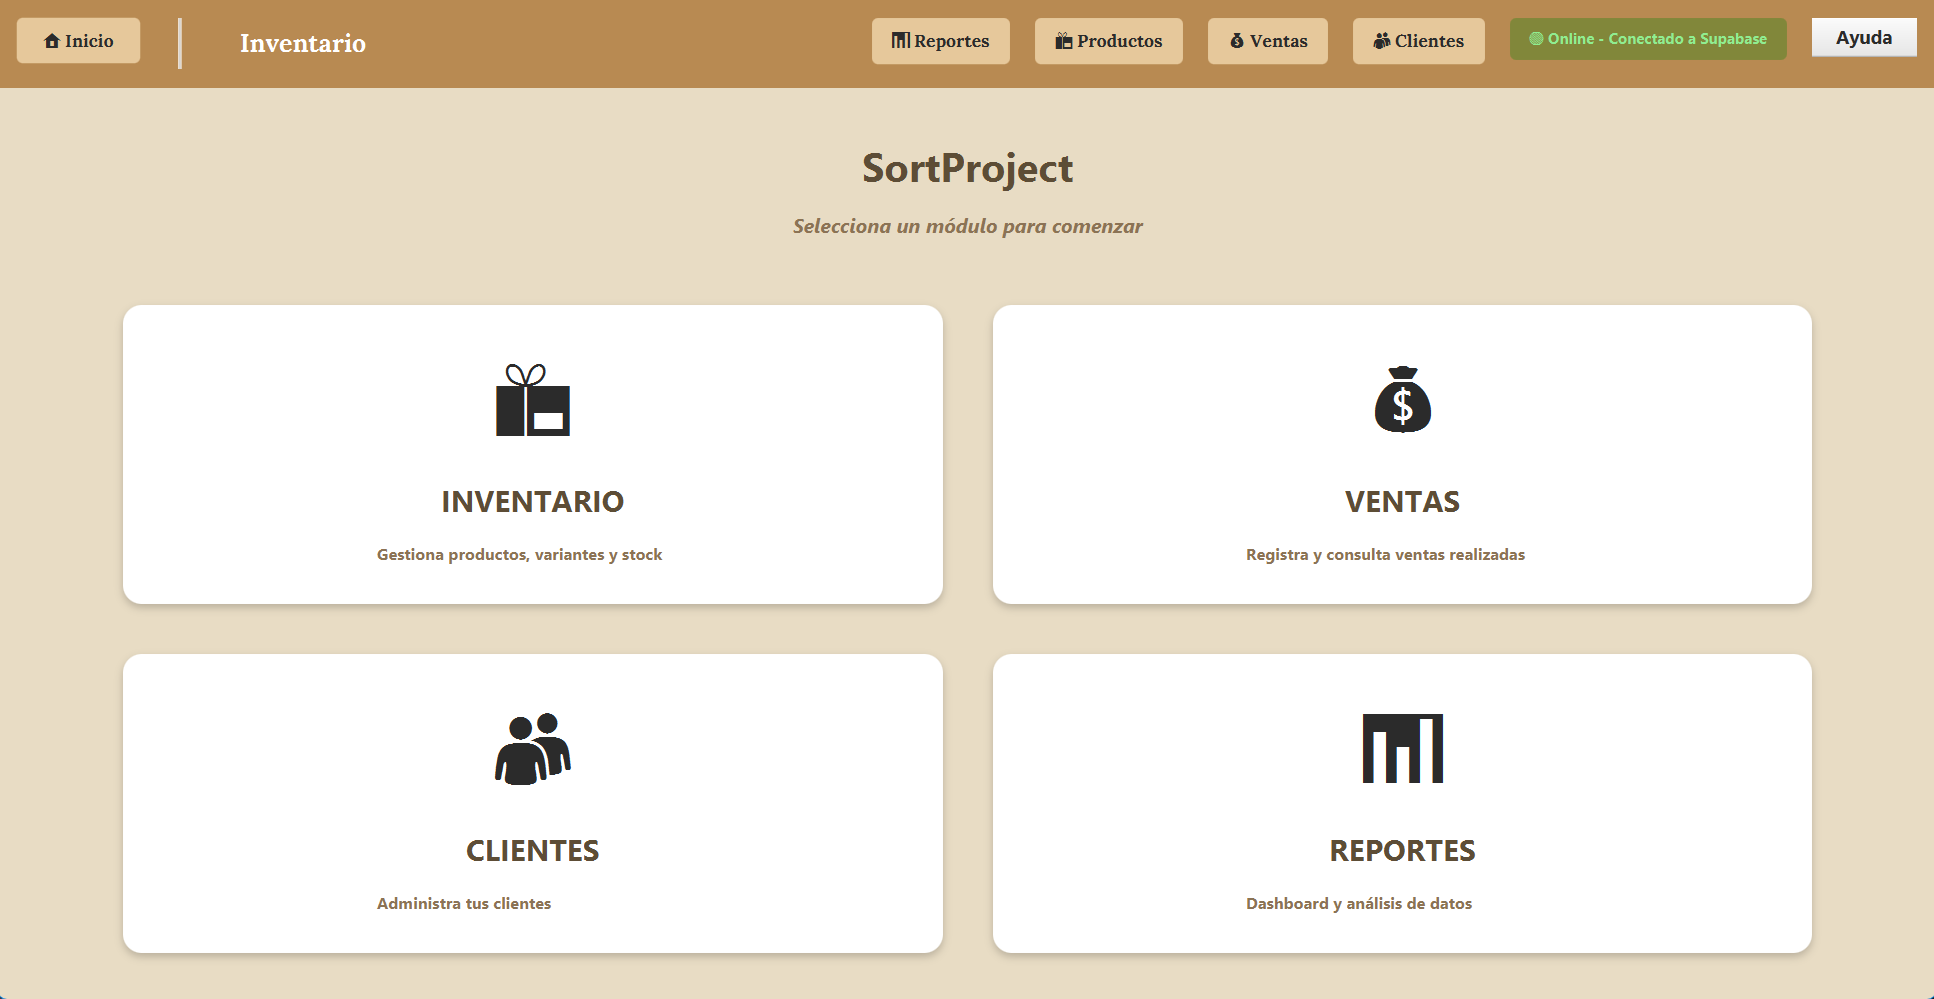 Inicio
Inventario
Reportes
Productos
Ventas
Clientes
Online - Conectado a Supabase
Ayuda
SortProject
Selecciona un módulo para comenzar
$
INVENTARIO
Gestiona productos, variantes y stock
VENTAS
Registra y consulta ventas realizadas
CLIENTES
Administra tus clientes
REPORTES
Dashboard y análisis de datos